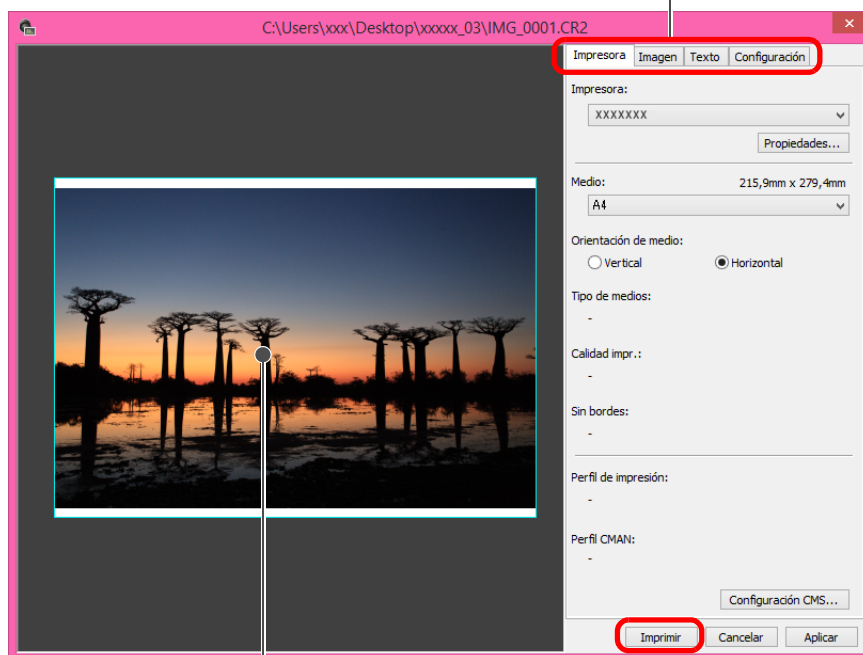 C:\Users\xxx\Desktop\xxxxx_03\IMG_0001.CR2
Impresora Imagen Texto Configuración
Impresora:
XXXXXXX
Propiedades...
Medio: 215,9mm x 279,4mm
A4
Orientación de medio:
Vertical Horizontal
Tipo de medios:
-
Calidad impr.:
-
Sin bordes:
-
Perfil de impresión:
-
Perfil CMAN:
-
Configuración CMS...
Imprimir Cancelar Aplicar